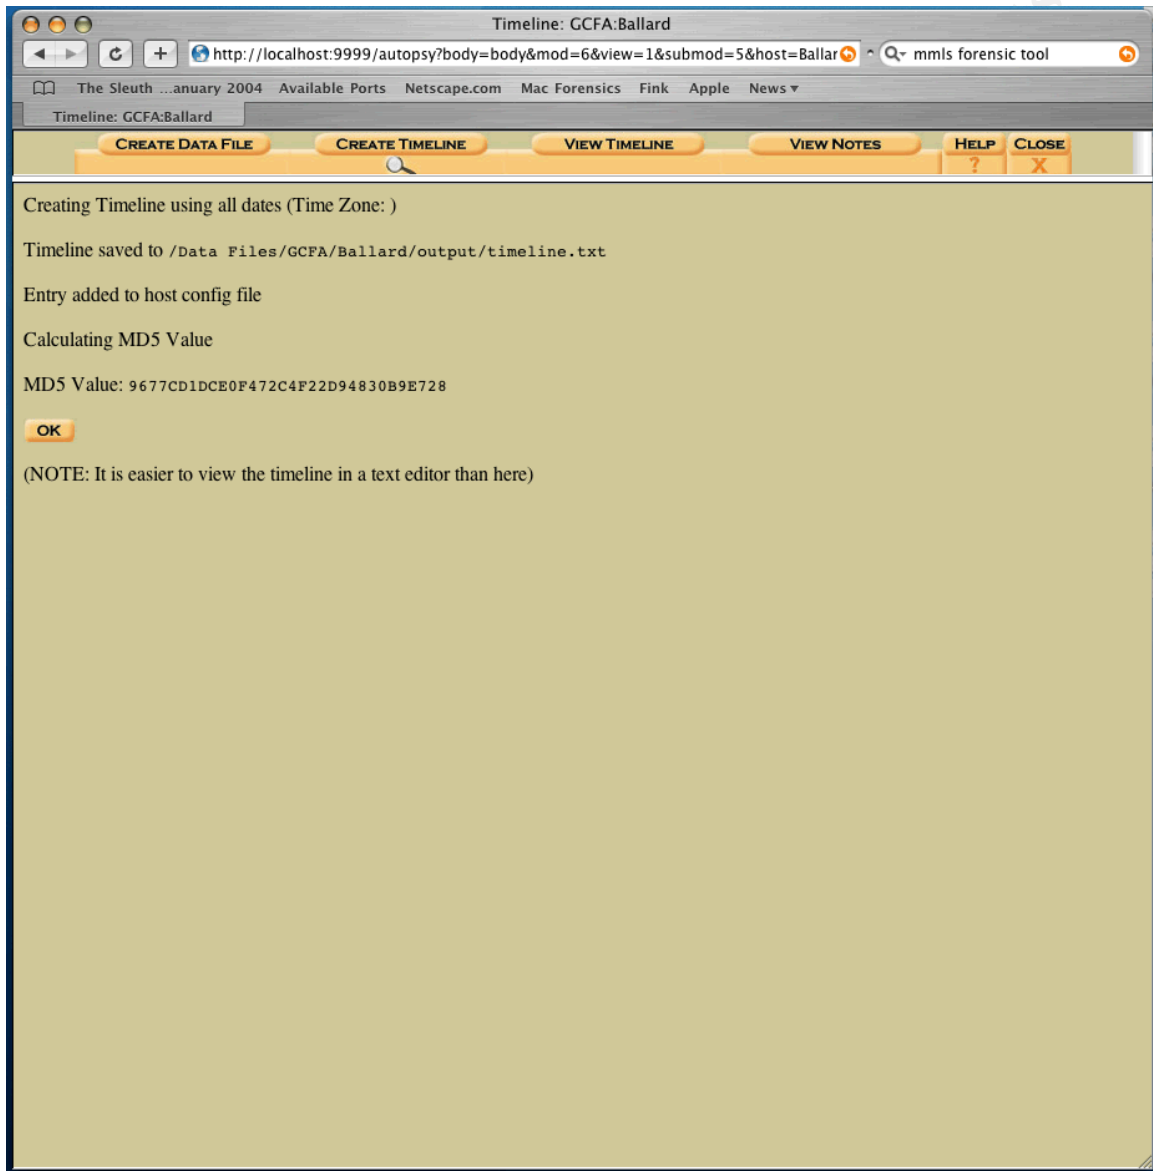 Timeline: GCFA:Ballard
http://localhost:9999/autopsy?body=body&mod=6&view=1&submod=5&host=Ballar
mmls forensic tool
The Sleuth ...anuary 2004 Available Ports Netscape.com Mac Forensics Fink Apple News
Timeline: GCFA:Ballard
CREATE DATA FILE CREATE TIMELINE VIEW TIMELINE VIEW NOTES HELP CLOSE
? X
Creating Timeline using all dates (Time Zone: )
Timeline saved to /Data Files/GCFA/Ballard/output/timeline.txt
Entry added to host config file
Calculating MD5 Value
MD5 Value: 9677CD1DCE0F472C4F22D94830B9E728
OK
(NOTE: It is easier to view the timeline in a text editor than here)